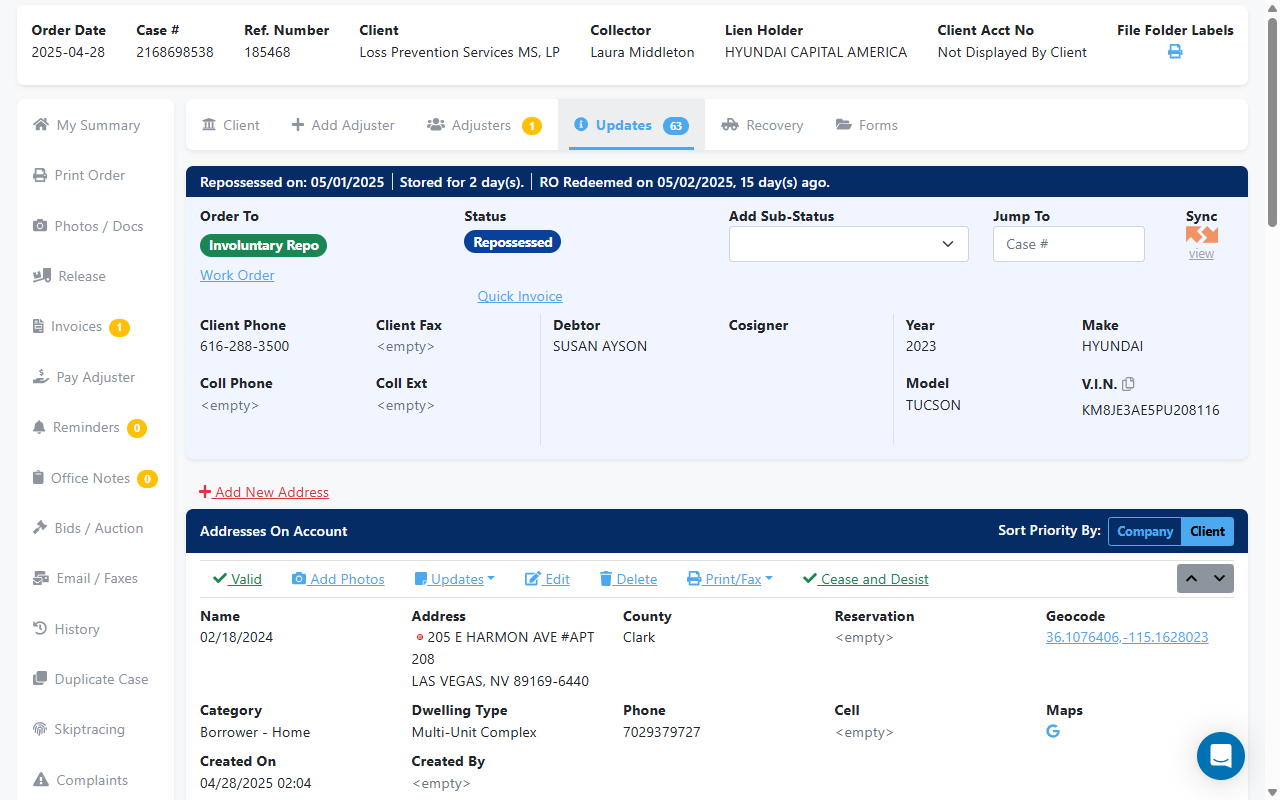 Order Date Case # Ref. Number Client Collector Lien Holder Client Acct No File Folder Labels
2025-04-28 2168698538 185468 Loss Prevention Services MS, LP Laura Middleton HYUNDAI CAPITAL AMERICA Not Displayed By Client
My Summary
Print Order
Photos / Docs
Release
Invoices 1
Pay Adjuster
Reminders 0
Office Notes 0
Bids / Auction
Email / Faxes
History
Duplicate Case
Skiptracing
Complaints
Client Add Adjuster Adjusters 1 Updates 63 Recovery Forms
Repossessed on: 05/01/2025 Stored for 2 day(s). RO Redeemed on 05/02/2025, 15 day(s) ago.
Order To Status Add Sub-Status Jump To Sync
Involuntary Repo Repossessed Case #
view
Work Order
Quick Invoice
Client Phone Client Fax Debtor Cosigner Year Make
616-288-3500 <empty> SUSAN AYSON 2023 HYUNDAI
Coll Phone Coll Ext Model V.I.N.
<empty> <empty> TUCSON KM8JE3AE5PU208116
Add New Address
Addresses On Account Sort Priority By: Company Client
Valid Add Photos Updates Edit Delete Print/Fax Cease and Desist
Name Address County Reservation Geocode
02/18/2024 205 E HARMON AVE #APT Clark <empty> 36.1076406,-115.1628023
208
LAS VEGAS, NV 89169-6440
Category Dwelling Type Phone Cell Maps
Borrower - Home Multi-Unit Complex 7029379727 <empty>
Created On Created By
04/28/2025 02:04 <empty>